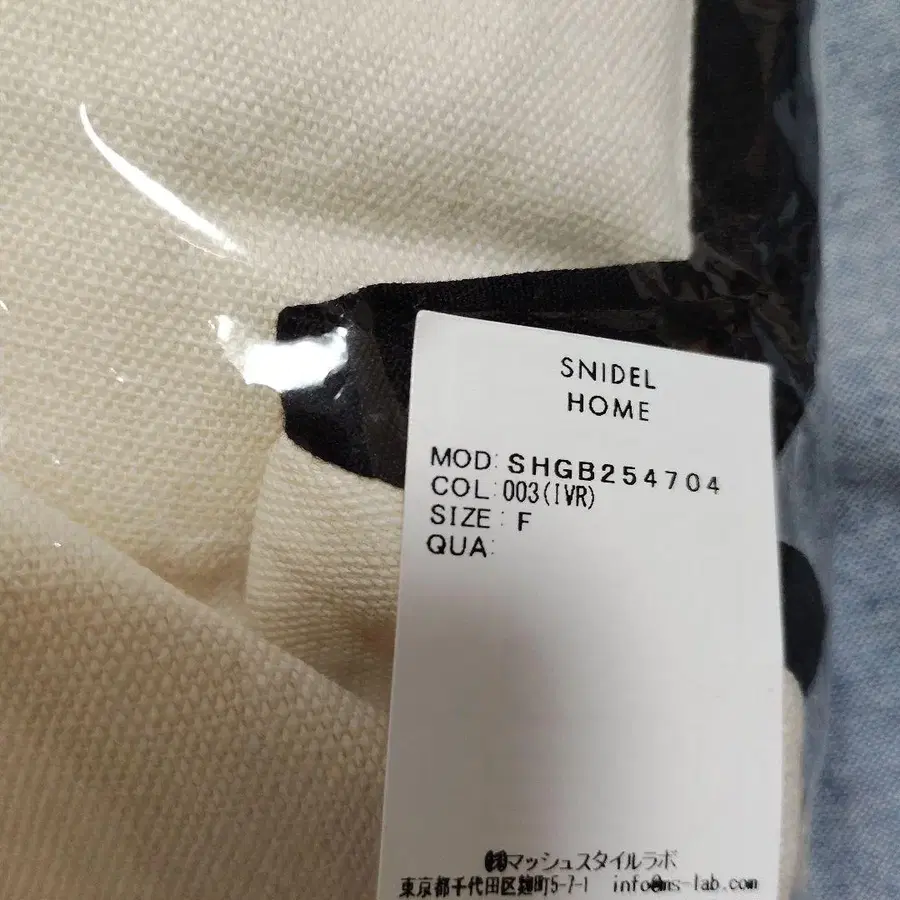 SNIDEL
HOME
MOD: SHGB254704
COL: 003(IVR)
SIZE : F
QUA:
㈱マッシュスタイルラボ
東京都千代田区麹町5-7-1 info@ms-lab.com